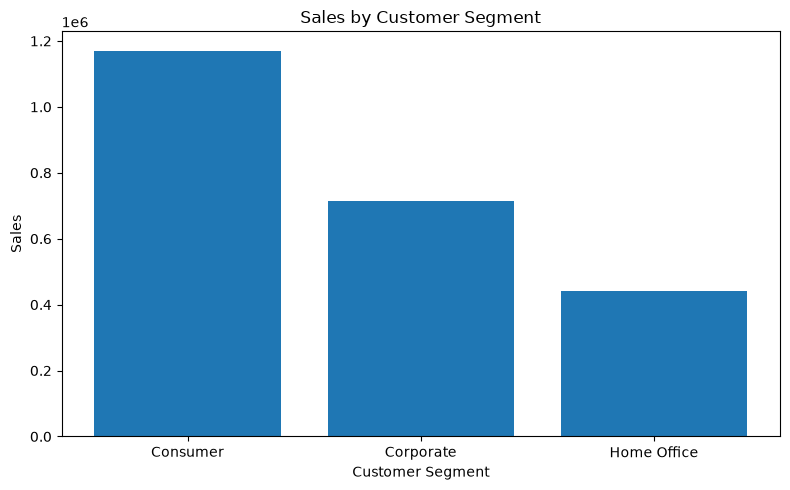 Sales by Customer Segment
1e6
1.2
1.0
0.8
0.6
0.4
0.2
0.0
Sales
Consumer Corporate Home Office
Customer Segment